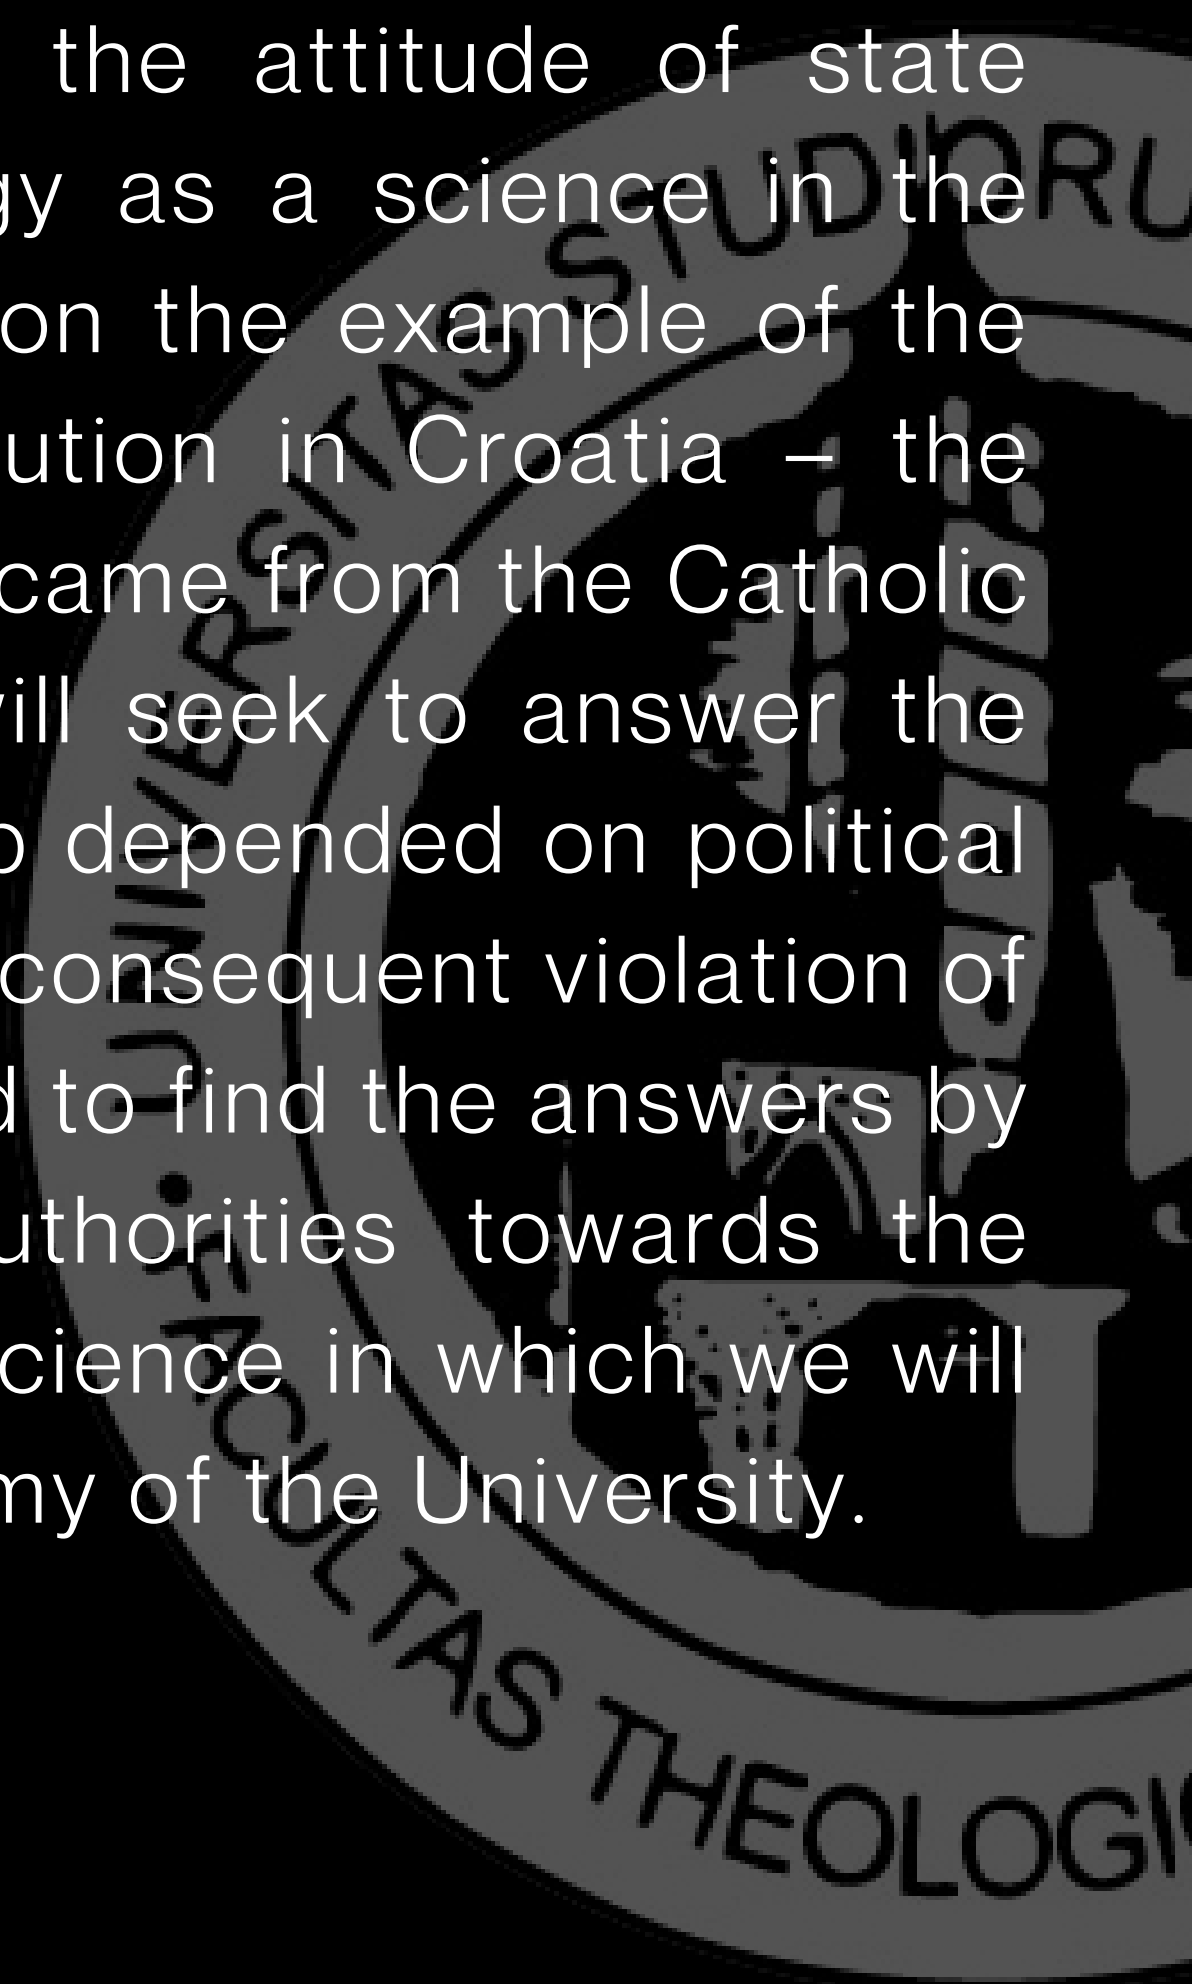 the attitude of state
gy as a science in the
on the example of the
ution in Croatia – the
came from the Catholic
ill seek to answer the
depended on political
consequent violation of
d to find the answers by
uthorities towards the
cience in which we will
my of the University.
UNIVERSITAS STUDIORU
• FACULTAS THEOLOGIC